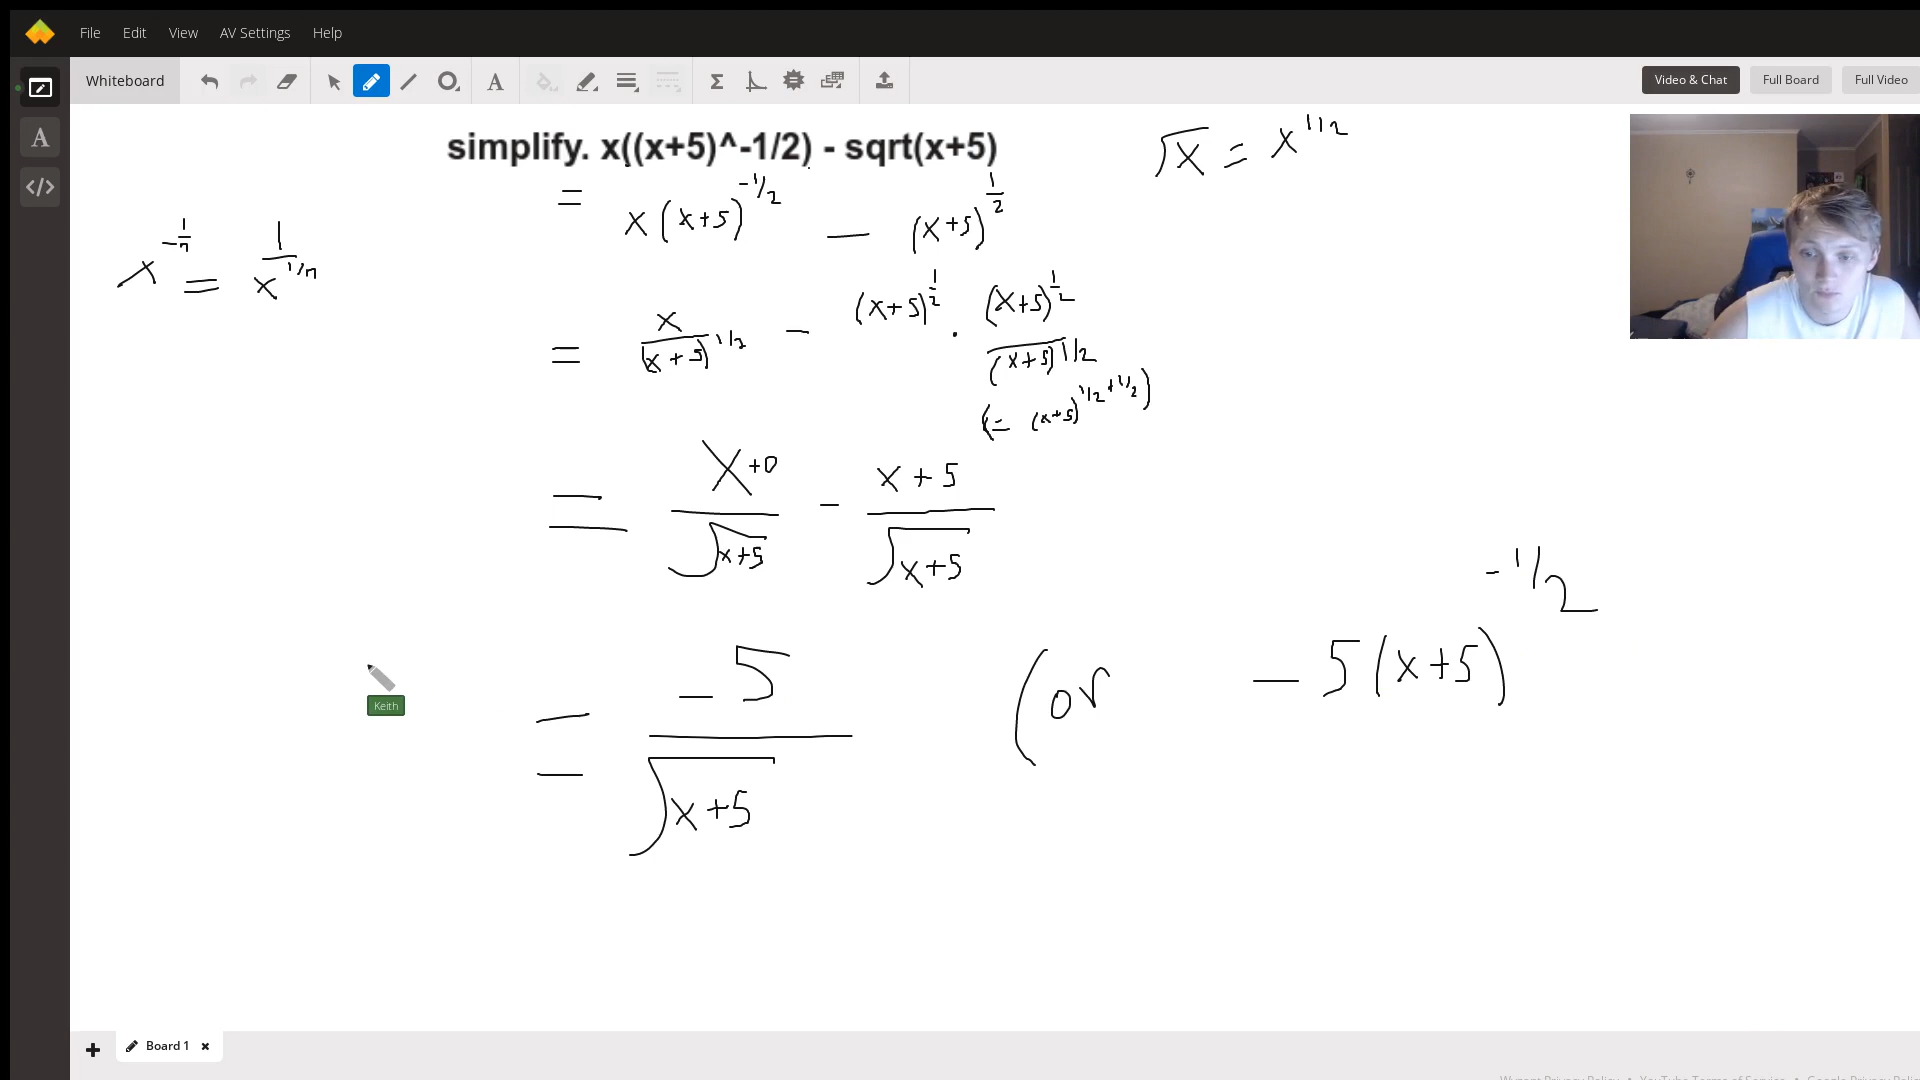 File Edit View AV Settings Help
Whiteboard
A
Σ
Video & Chat Full Board Full Video
A
</>
simplify. x((x+5)^-1/2) - sqrt(x+5)
√x = x^1/2
= x(x+5)^-1/2 — (x+5)^1/2
x^-1/n = 1/x^1/n
= x/(x+5)^1/2 - (x+5)^1/2 · (x+5)^1/2/(x+5)^1/2
(= (x+5)^1/2+1/2)
= x+0/√x+5 - x+5/√x+5
= -5/√x+5 (or -5(x+5)^-1/2
Keith
Board 1